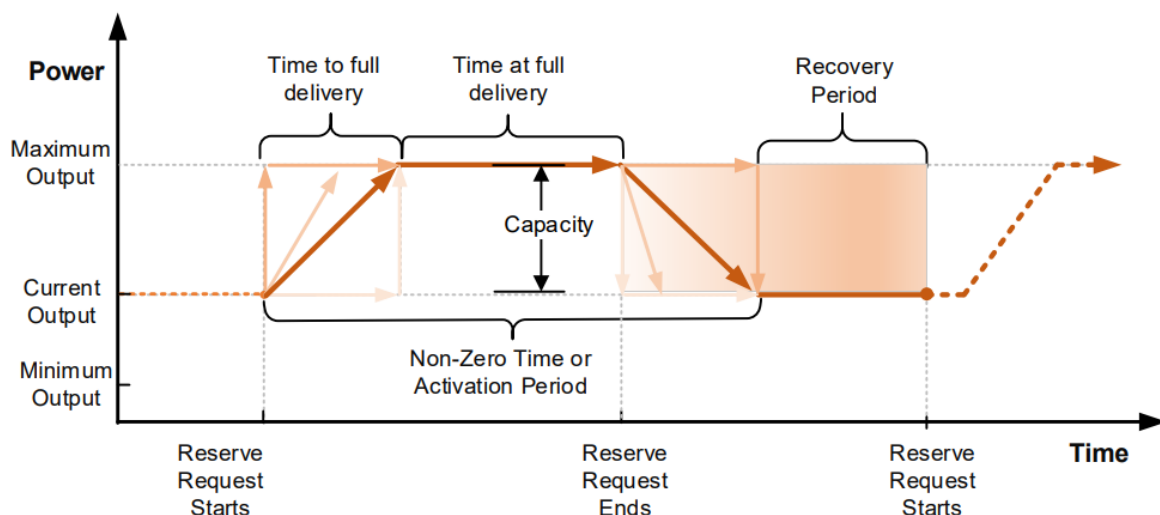 Power
Time to full
delivery
Time at full
delivery
Recovery
Period
Maximum
Output
Capacity
Current
Output
Non-Zero Time or
Activation Period
Minimum
Output
Reserve
Request
Starts
Reserve
Request
Ends
Reserve
Request
Starts
Time